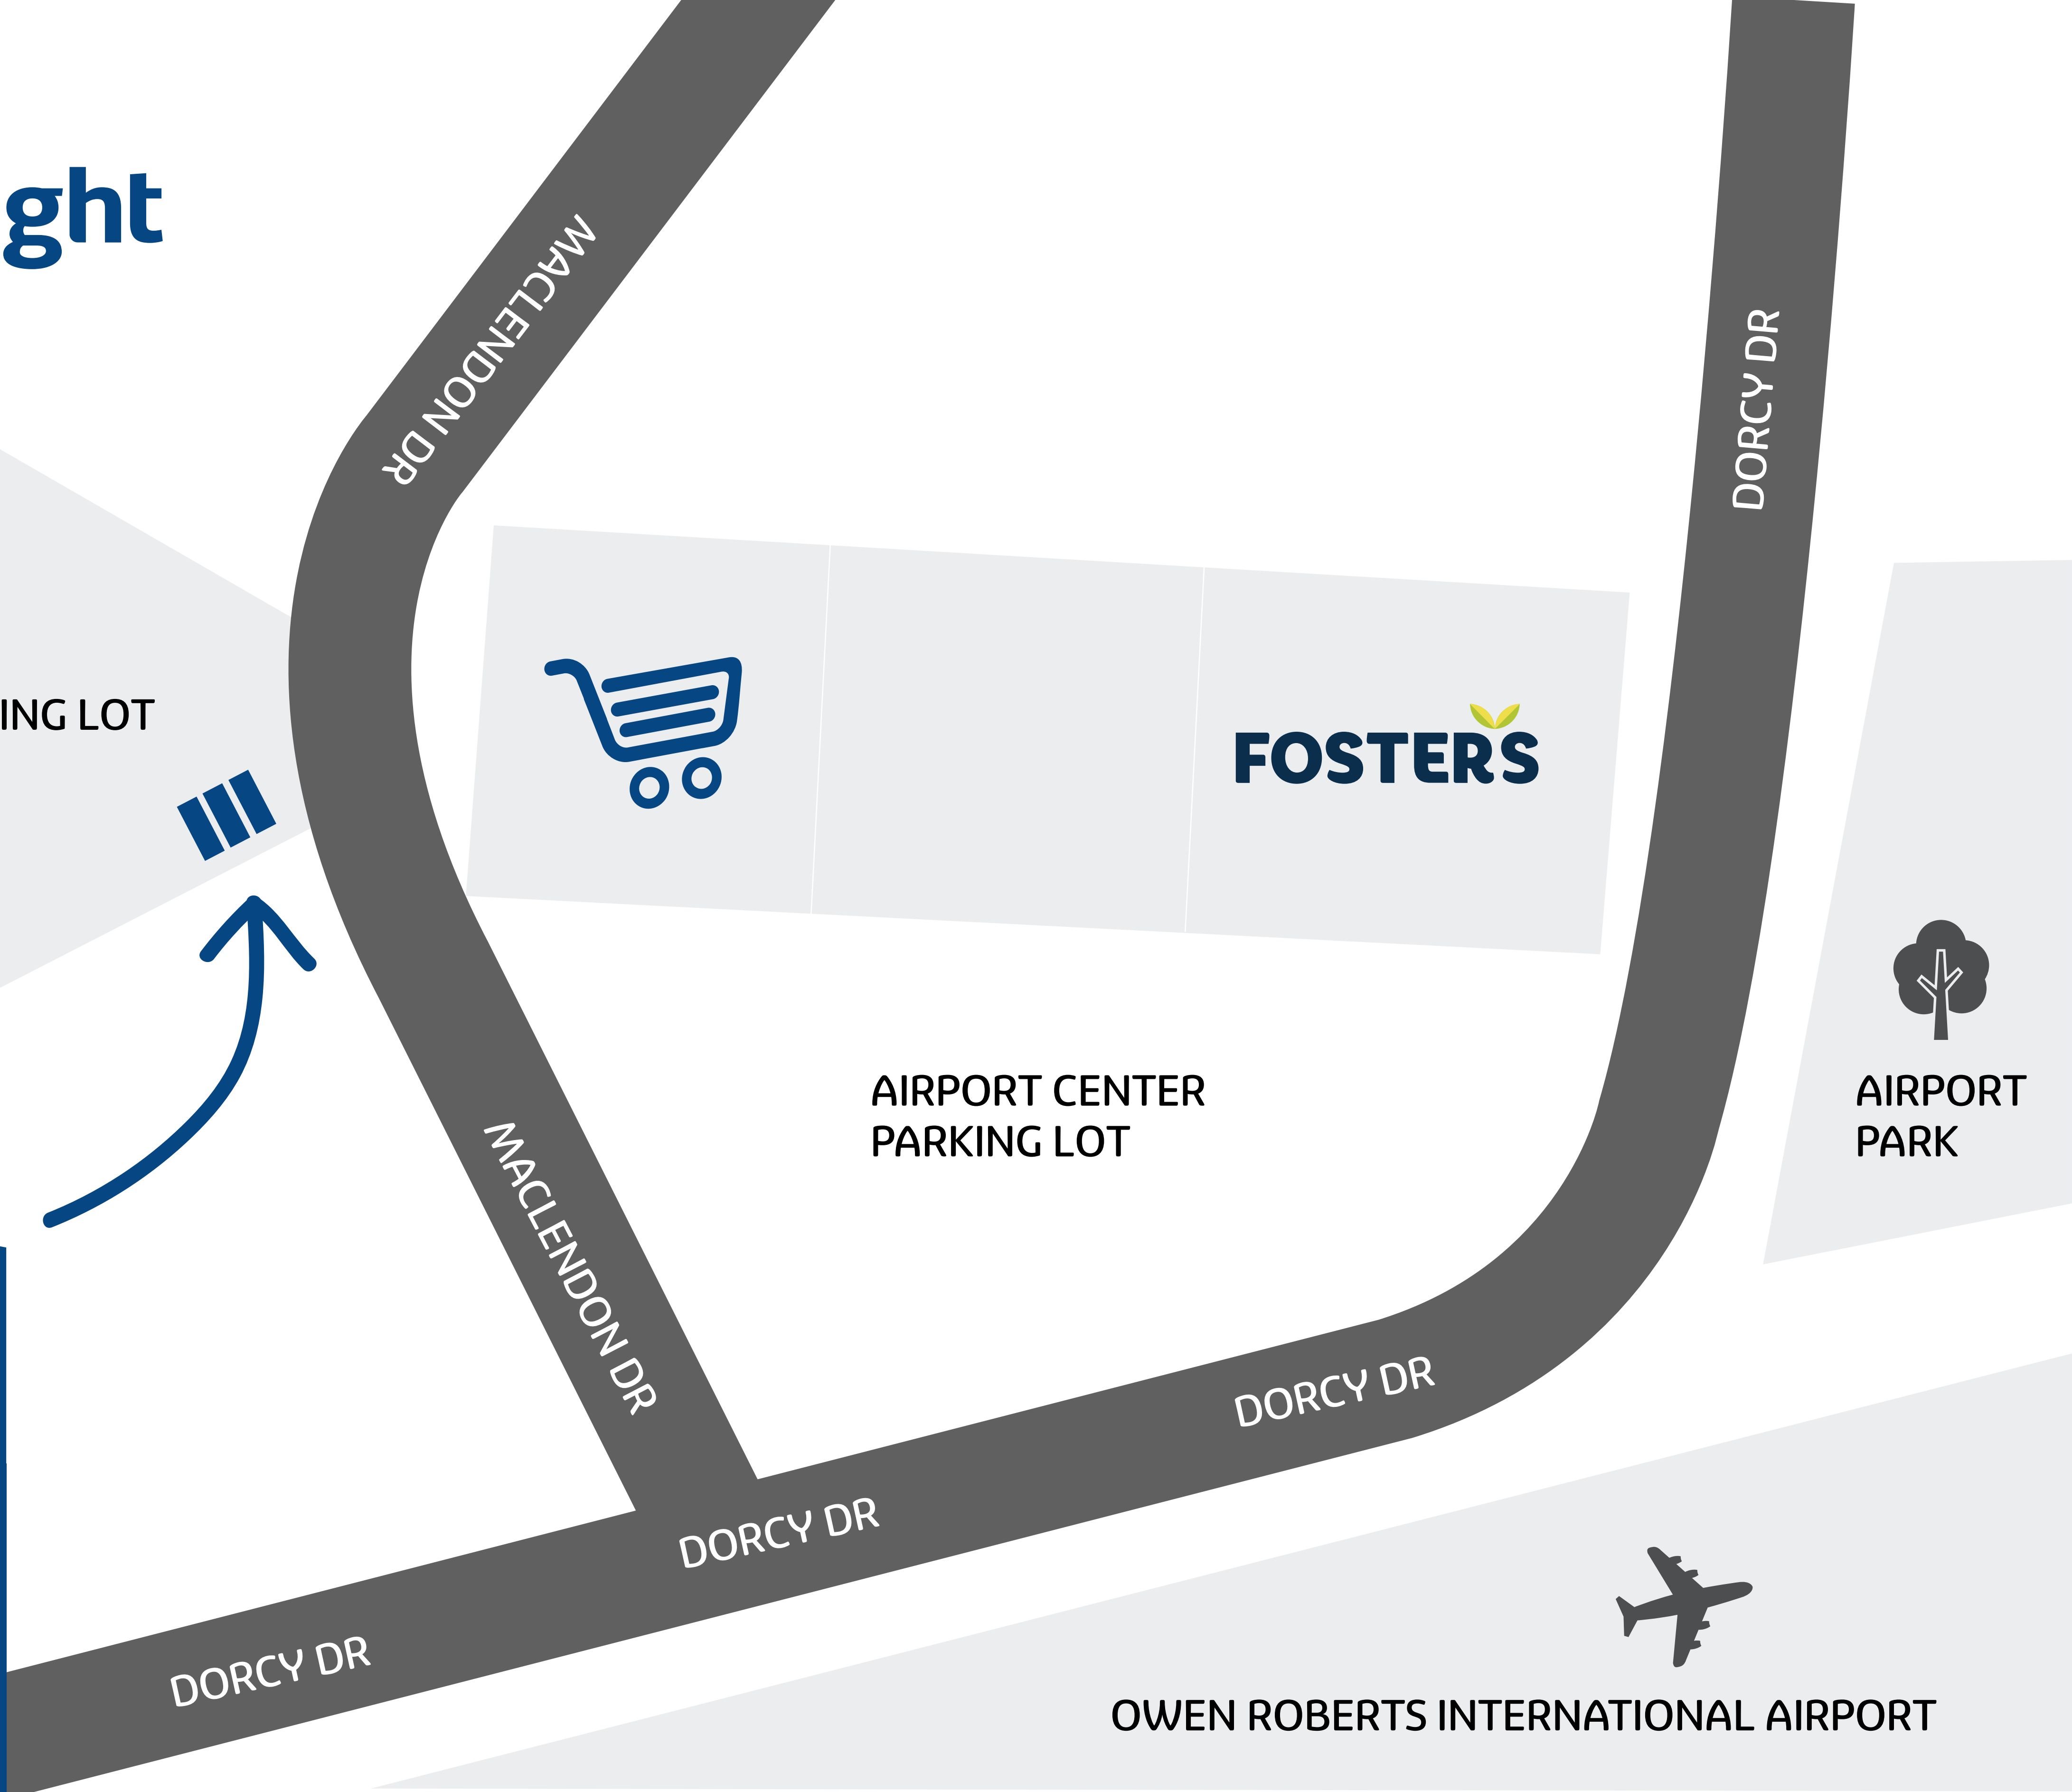 ght
MACLENDON DR
DORCY DR
ING LOT
FOSTERS
AIRPORT CENTER
PARKING LOT
AIRPORT
PARK
MACLENDON DR
DORCY DR
DORCY DR
DORCY DR
OWEN ROBERTS INTERNATIONAL AIRPORT